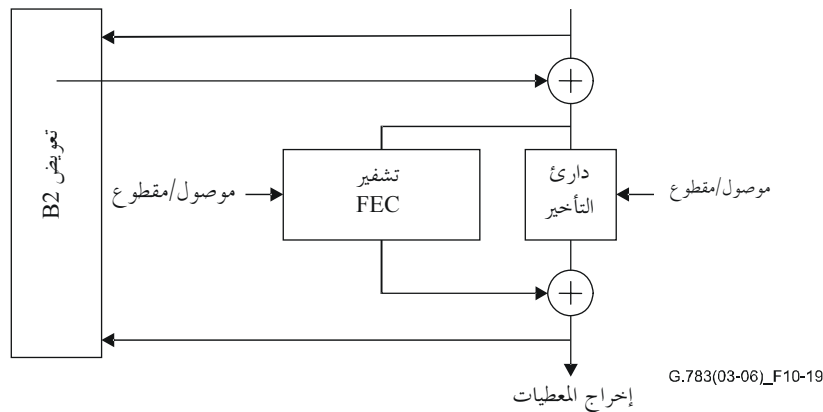 تعويض B2
موصول/مقطوع
تشفير
FEC
دارئ
التأخير
موصول/مقطوع
G.783(03-06)_F10-19
إخراج المعطيات